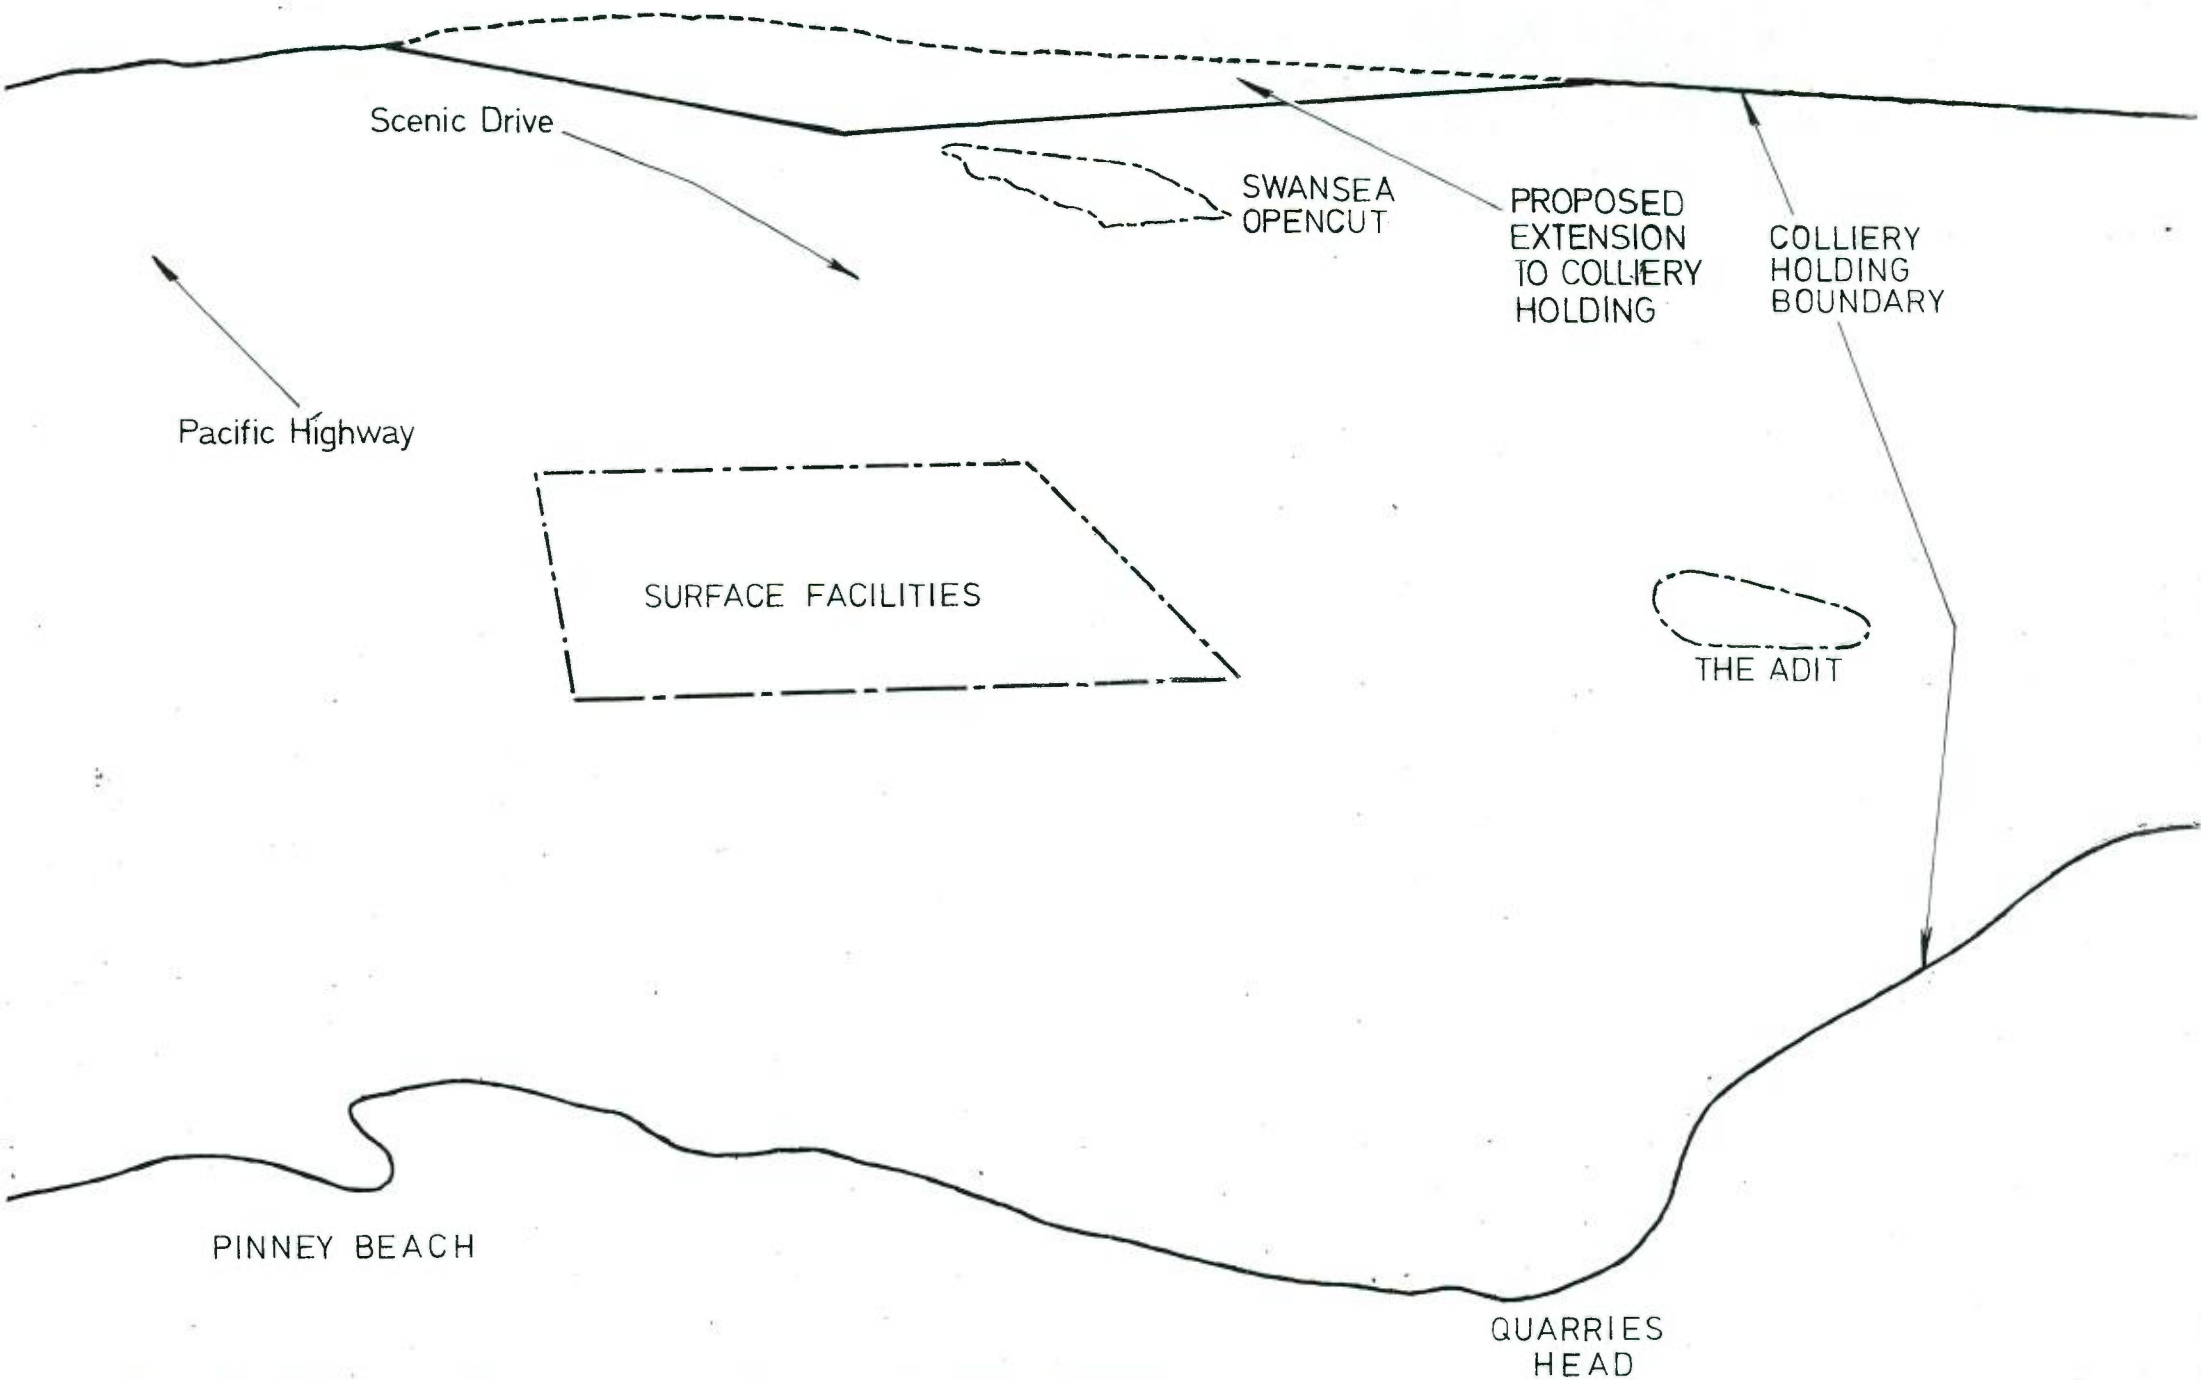 Scenic Drive
SWANSEA
OPENCUT
PROPOSED
EXTENSION
TO COLLIERY
HOLDING
COLLIERY
HOLDING
BOUNDARY
Pacific Highway
SURFACE FACILITIES
THE ADIT
PINNEY BEACH
QUARRIES
HEAD